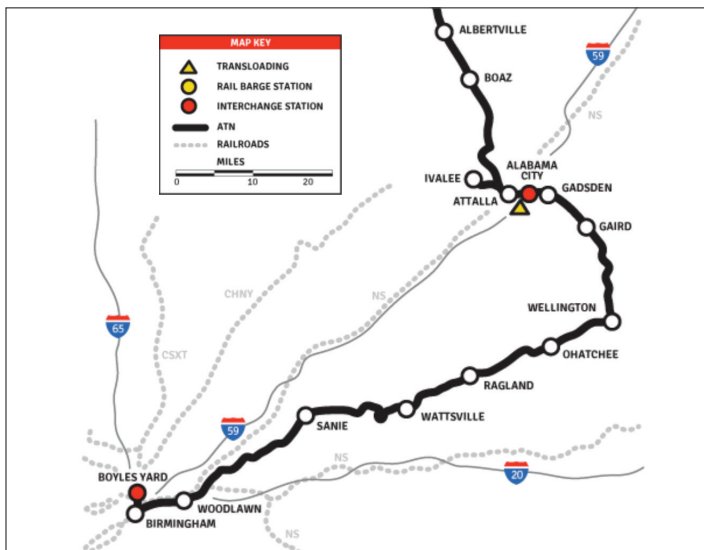 ALBERTVILLE
MAP KEY
TRANSLOADING
RAIL BARGE STATION
INTERCHANGE STATION
ATN
RAILROADS
MILES
0 10 20
59
BOAZ
NS
ALABAMA
CITY
IVALEE
ATTALLA
GADSDEN
GAIRD
CHNY
NS
WELLINGTON
65
OHATCHEE
CSXT
RAGLAND
WATTSVILLE
SANIE
59
NS
20
BOYLES YARD
WOODLAWN
BIRMINGHAM
NS